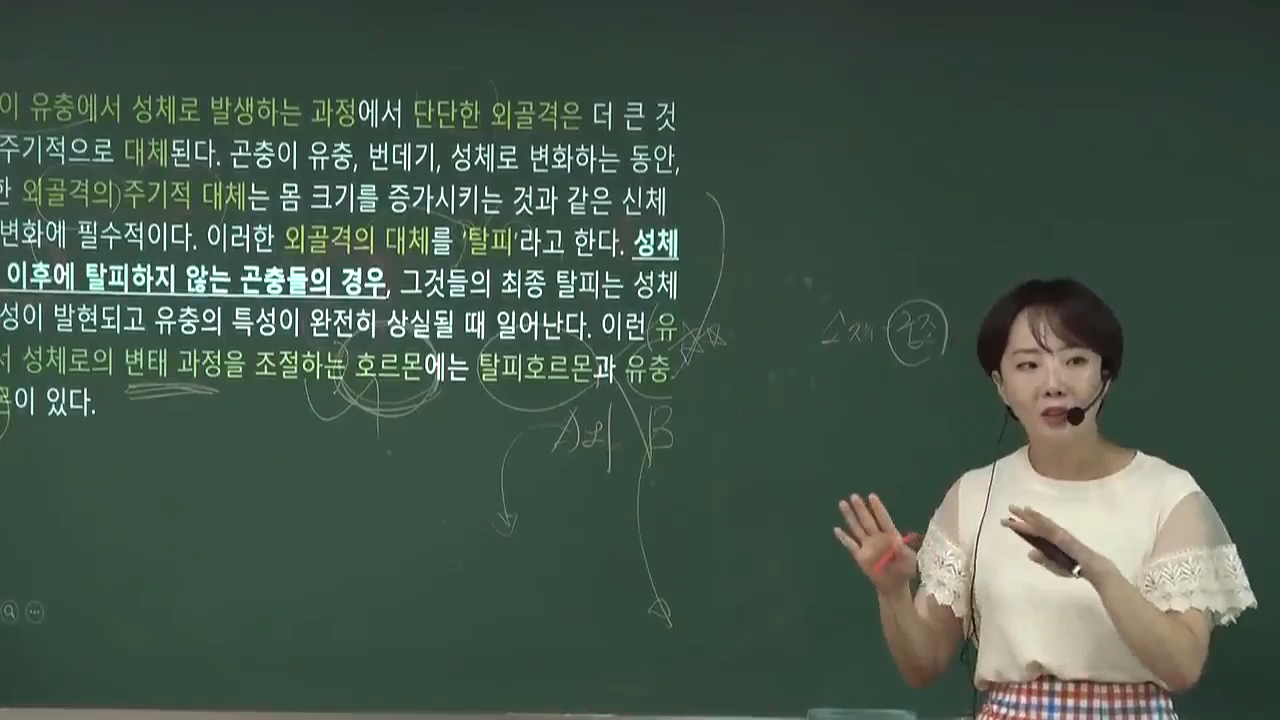 이 유충에서 성체로 발생하는 과정에서 단단한 외골격은 더 큰 것
주기적으로 대체된다. 곤충이 유충, 번데기, 성체로 변화하는 동안,
한 외골격의 주기적 대체는 몸 크기를 증가시키는 것과 같은 신체
변화에 필수적이다. 이러한 외골격의 대체를 '탈피'라고 한다. 성체
이후에 탈피하지 않는 곤충들의 경우, 그것들의 최종 탈피는 성체
성이 발현되고 유충의 특성이 완전히 상실될 때 일어난다. 이런 유
서 성체로의 변태 과정을 조절하는 호르몬에는 탈피호르몬과 유충
이 있다.
소재
B